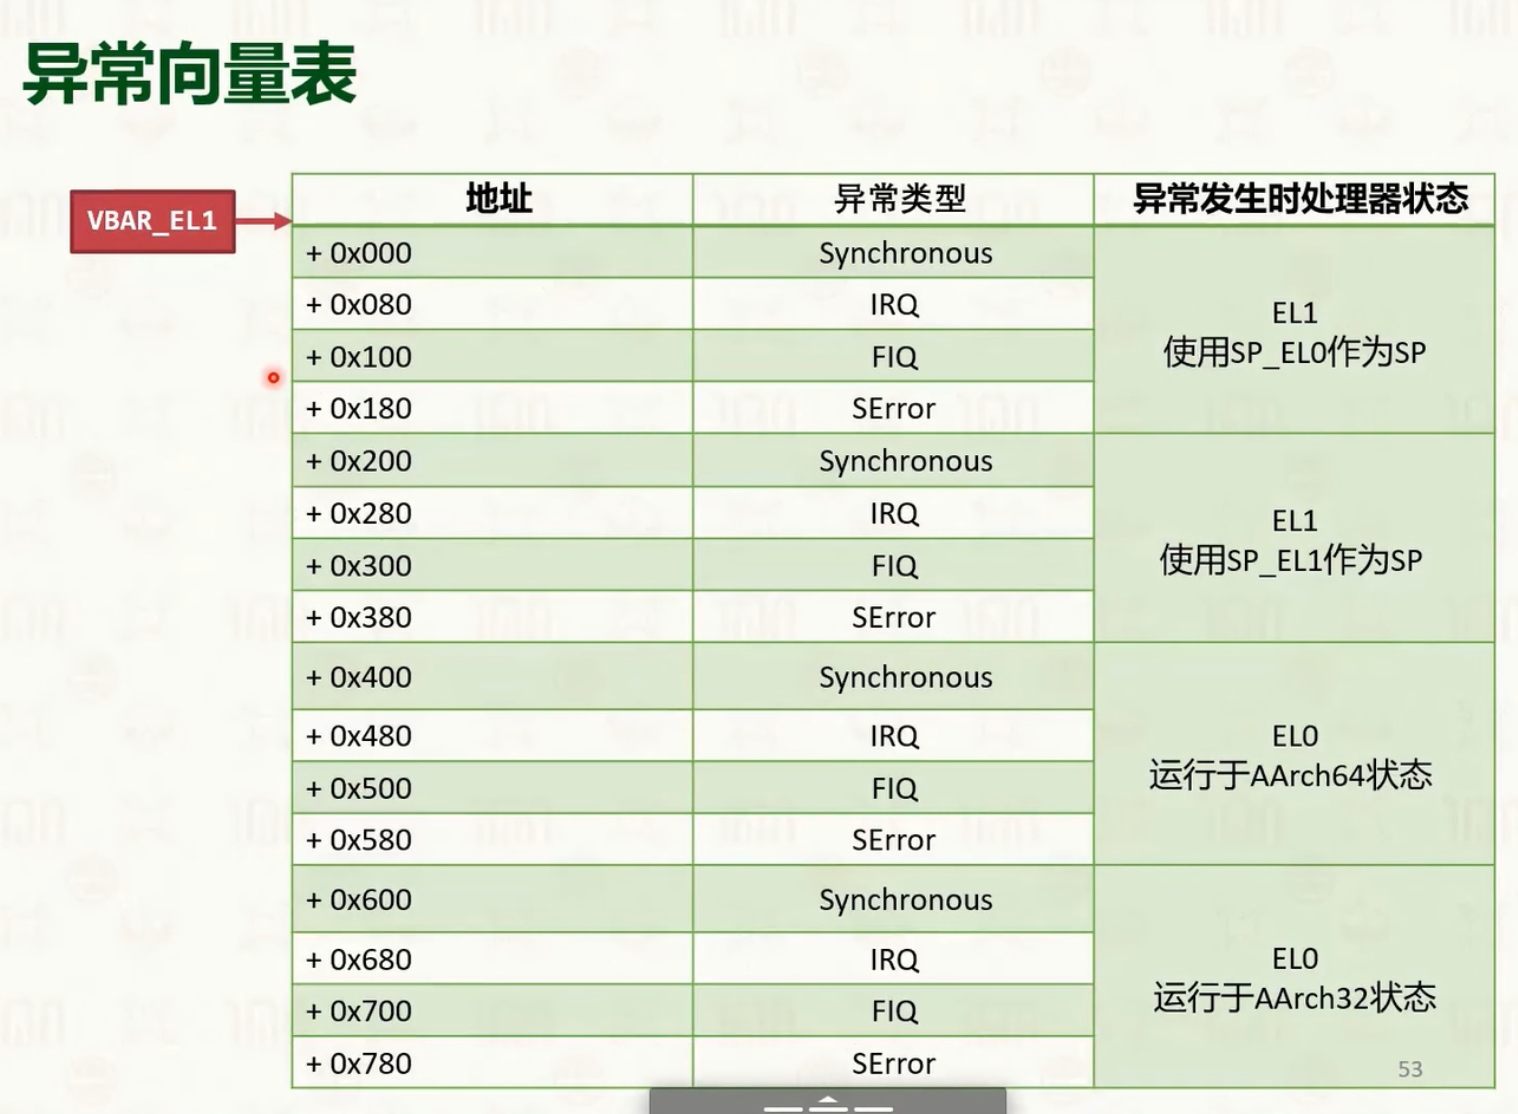 异常向量表
VBAR_EL1
地址 异常类型 异常发生时处理器状态
+ 0x000 Synchronous
+ 0x080 IRQ
+ 0x100 FIQ
+ 0x180 SError
EL1
使用SP_EL0作为SP
+ 0x200 Synchronous
+ 0x280 IRQ
+ 0x300 FIQ
+ 0x380 SError
EL1
使用SP_EL1作为SP
+ 0x400 Synchronous
+ 0x480 IRQ
+ 0x500 FIQ
+ 0x580 SError
EL0
运行于AArch64状态
+ 0x600 Synchronous
+ 0x680 IRQ
+ 0x700 FIQ
+ 0x780 SError
EL0
运行于AArch32状态
53